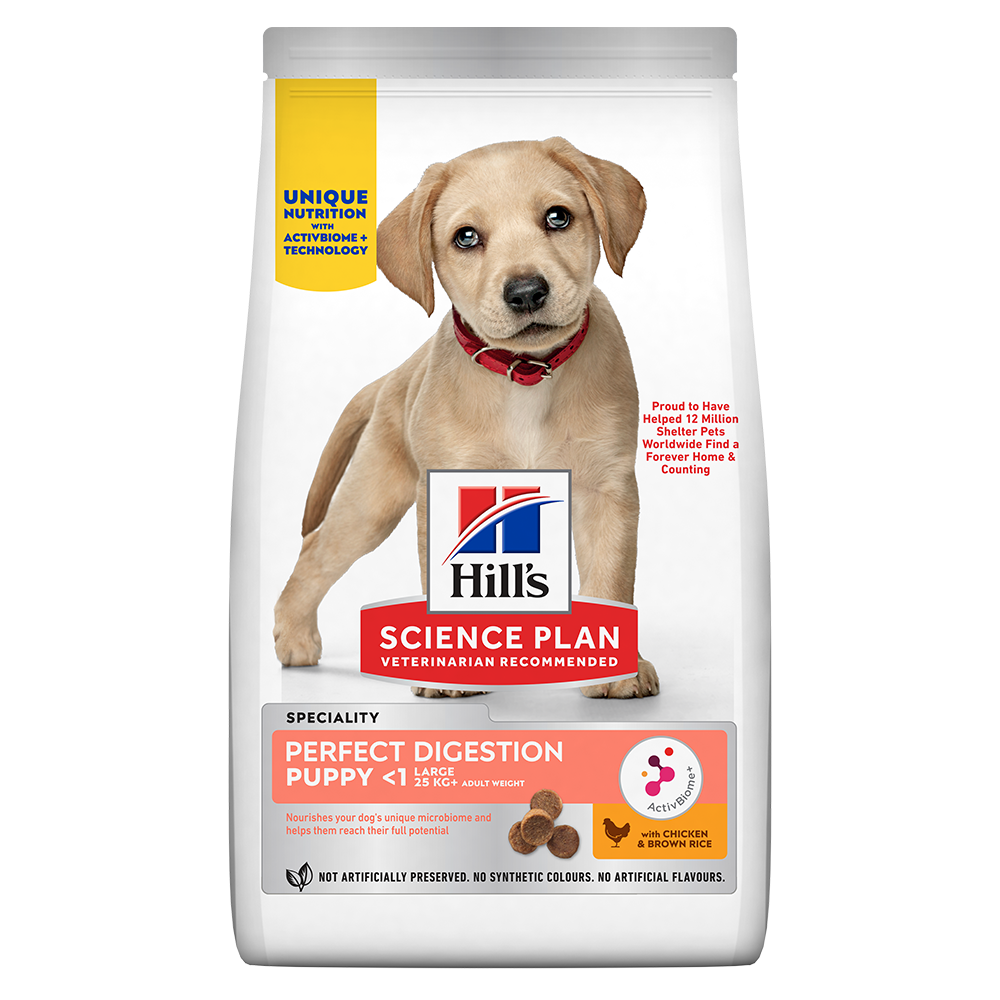 UNIQUE
NUTRITION
WITH
ACTIVBIOME +
TECHNOLOGY
Proud to Have
Helped 12 Million
Shelter Pets
Worldwide Find a
Forever Home &
Counting
Hill's
SCIENCE PLAN
VETERINARIAN RECOMMENDED
SPECIALITY
PERFECT DIGESTION
PUPPY <1 LARGE
25 KG+ ADULT WEIGHT
ActivBiome+
Nourishes your dog's unique microbiome and
helps them reach their full potential
with CHICKEN
& BROWN RICE
NOT ARTIFICIALLY PRESERVED. NO SYNTHETIC COLOURS. NO ARTIFICIAL FLAVOURS.